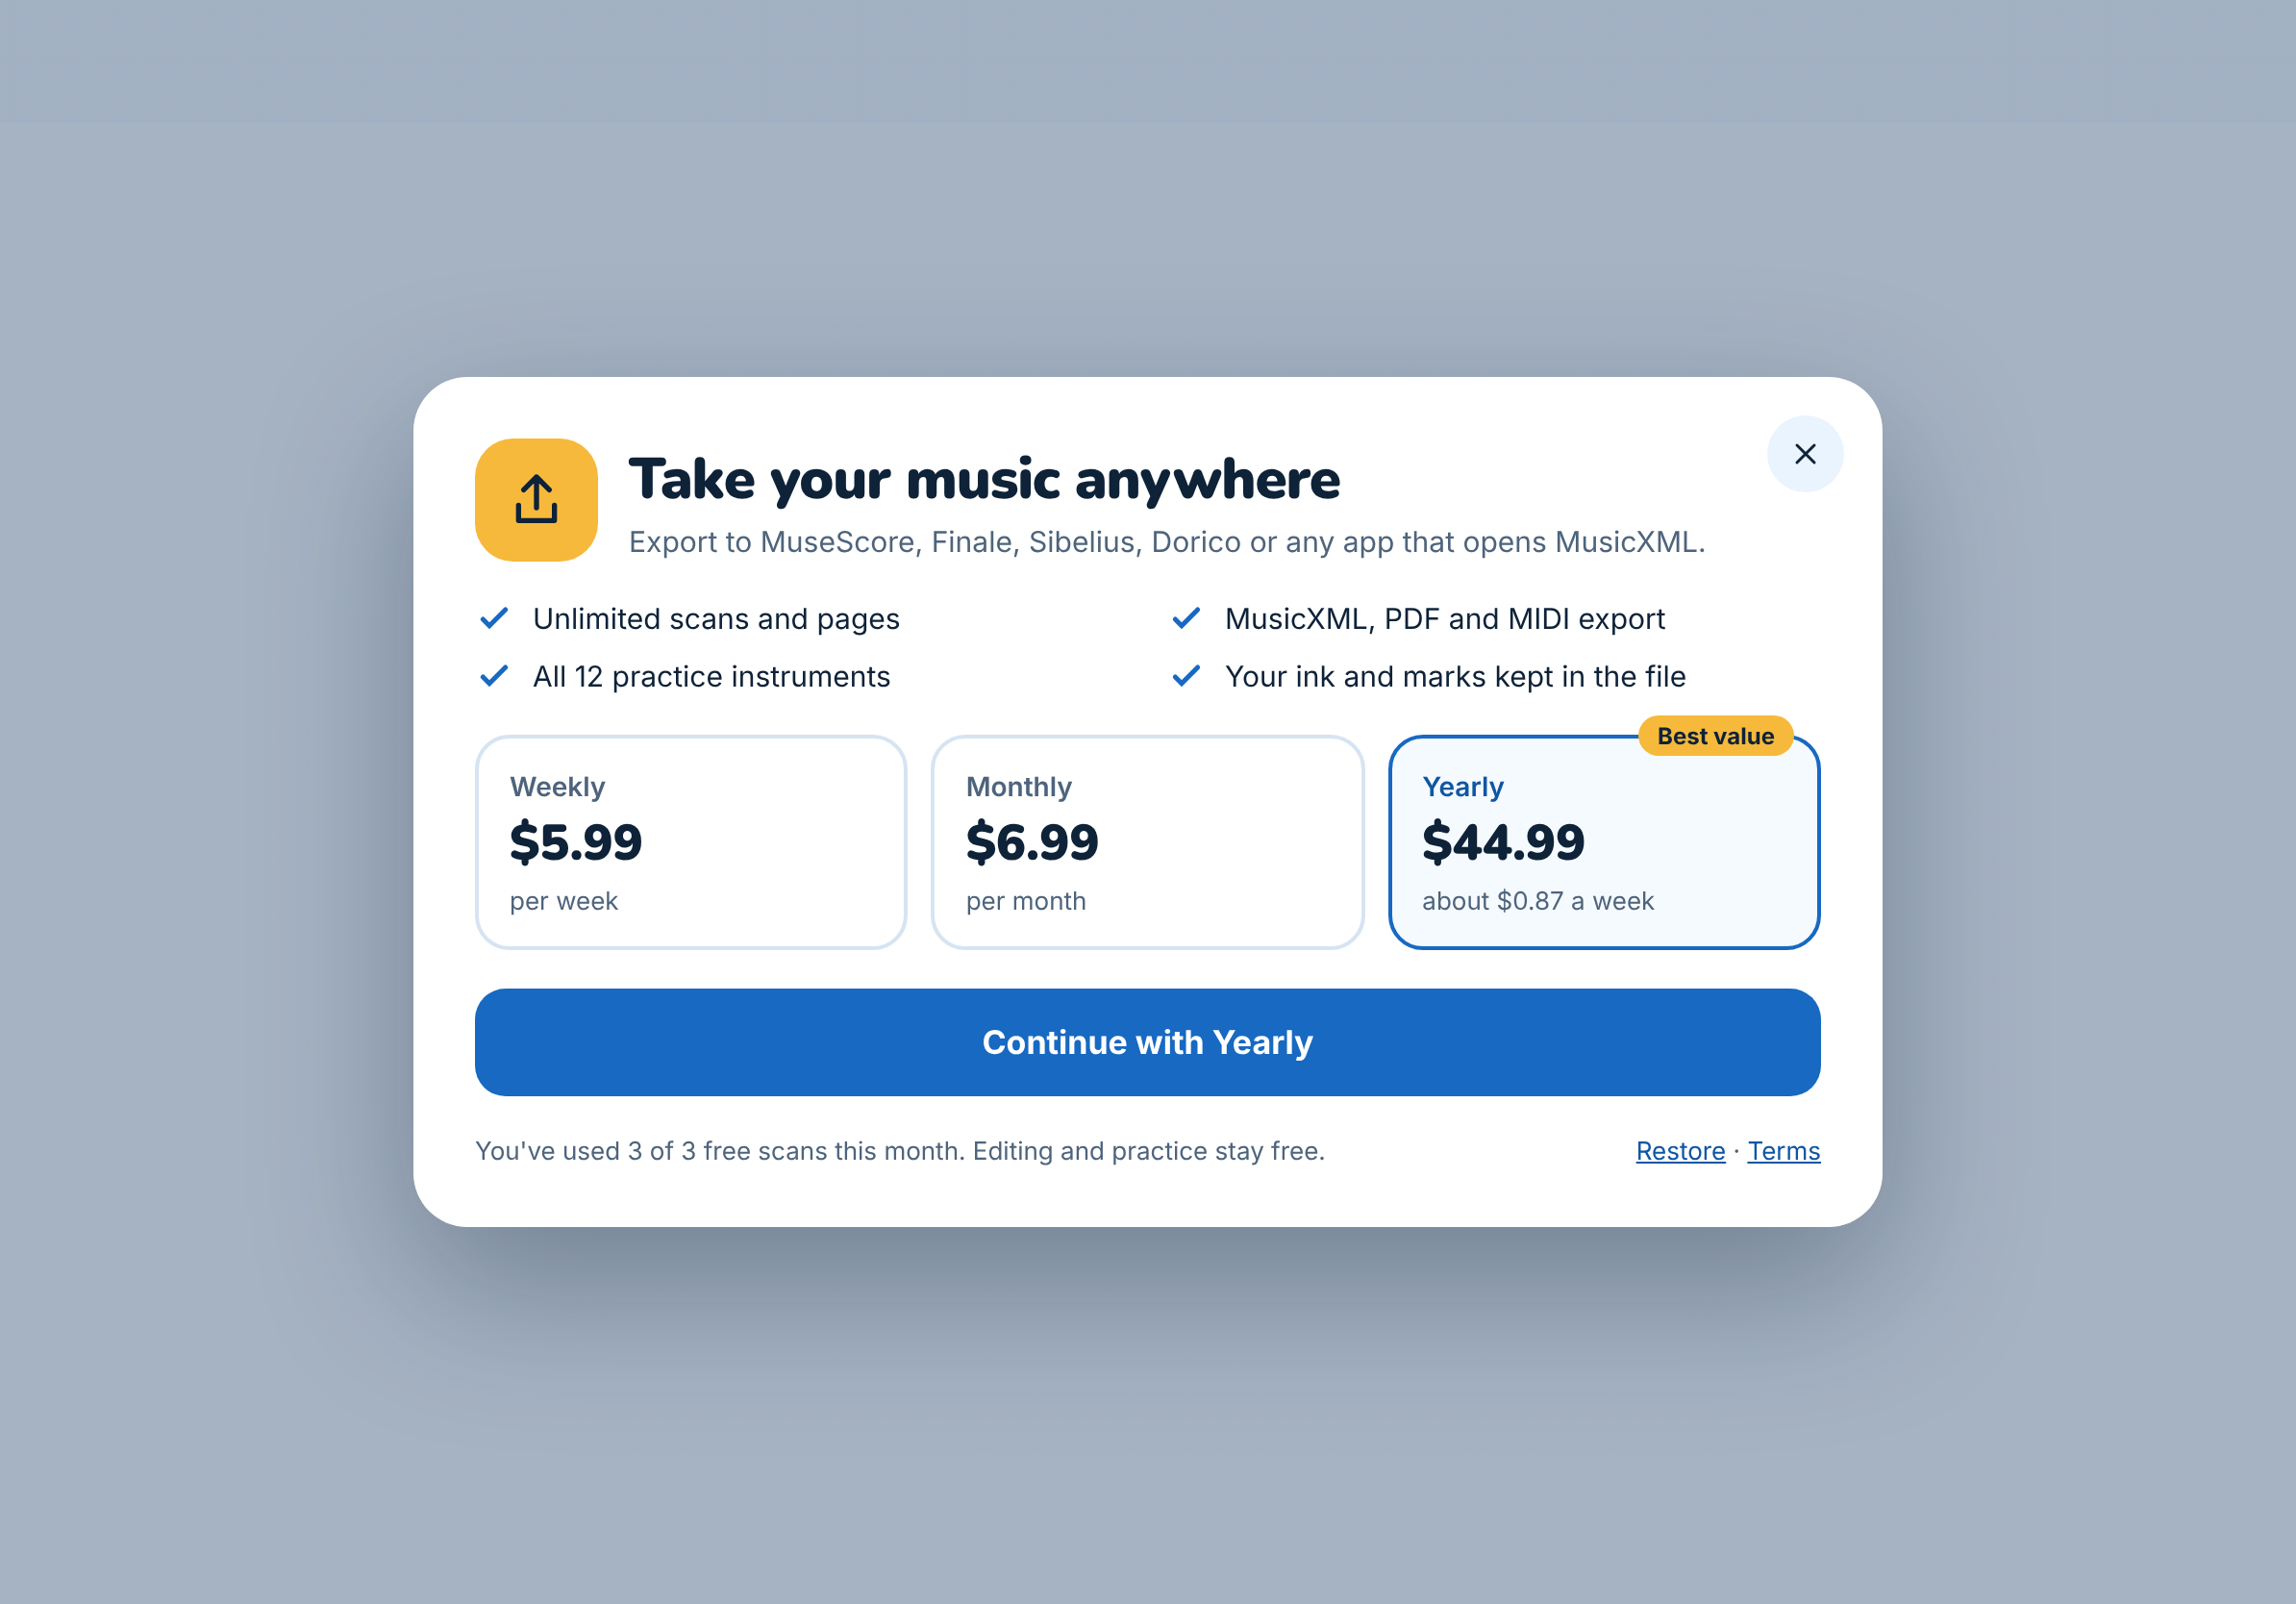 Take your music anywhere
Export to MuseScore, Finale, Sibelius, Dorico or any app that opens MusicXML.
Unlimited scans and pages
MusicXML, PDF and MIDI export
All 12 practice instruments
Your ink and marks kept in the file
Weekly
$5.99
per week
Monthly
$6.99
per month
Best value
Yearly
$44.99
about $0.87 a week
Continue with Yearly
You've used 3 of 3 free scans this month. Editing and practice stay free.
Restore · Terms